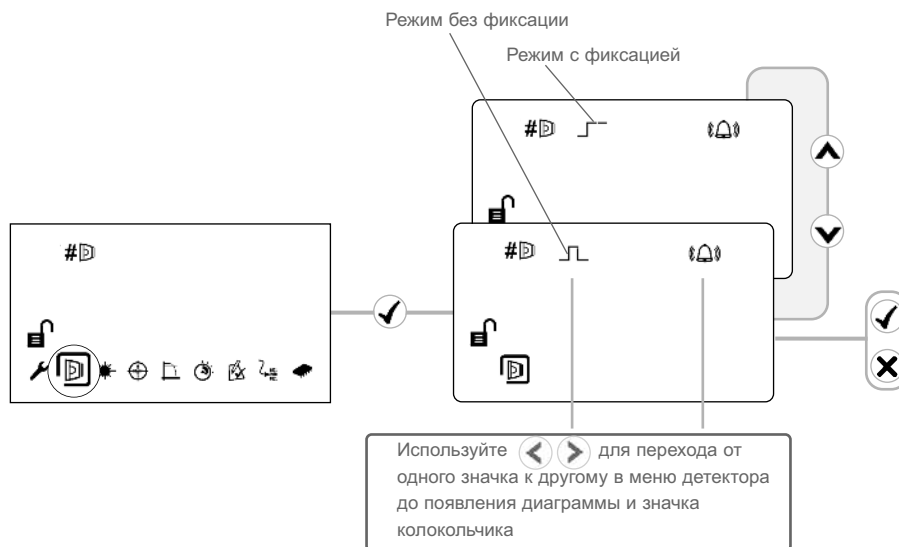 Режим без фиксации
Режим с фиксацией
#
#
#
Используйте для перехода от
одного значка к другому в меню детектора
до появления диаграммы и значка
колокольчика